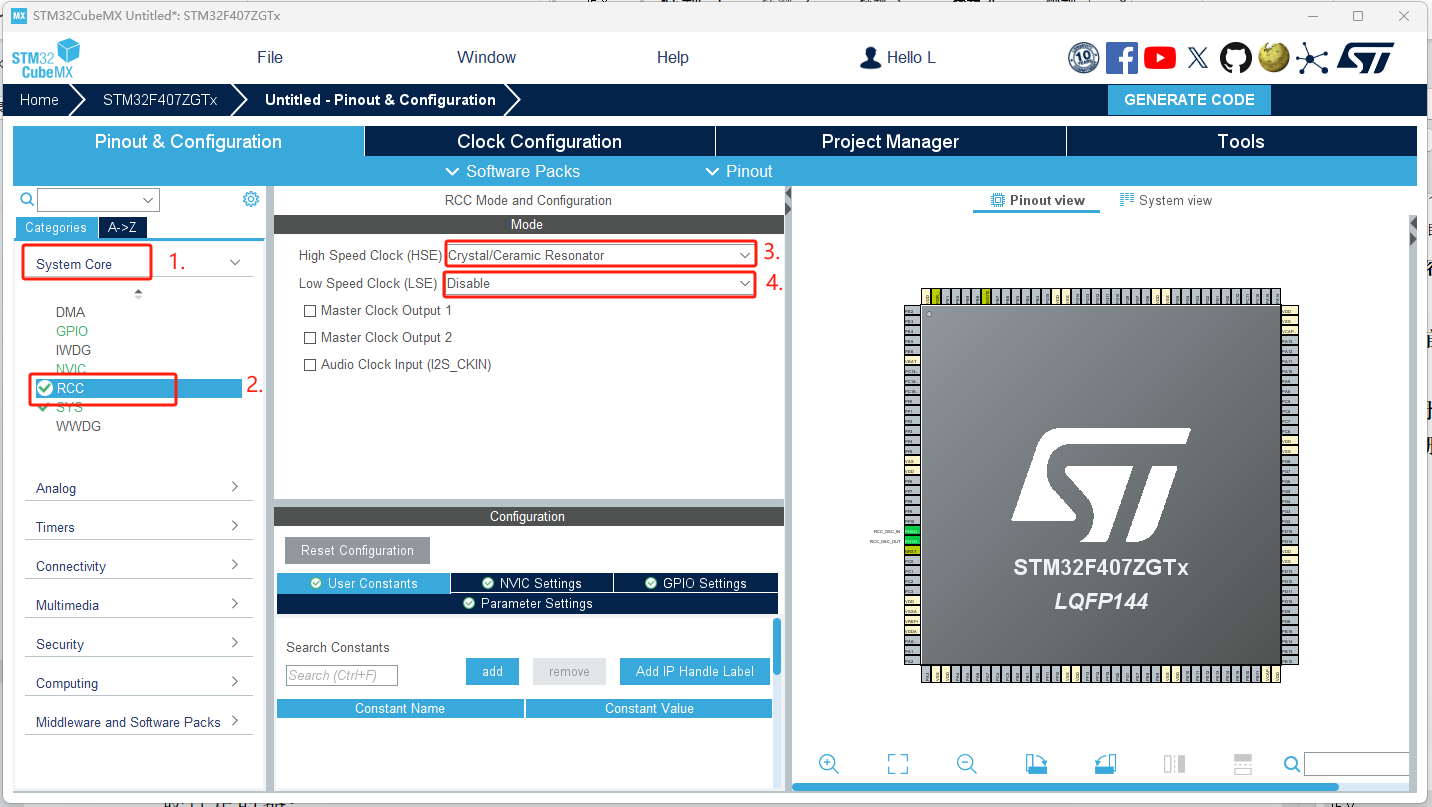 MX STM32CubeMX Untitled*: STM32F407ZGTx
STM32 CubeMX
File Window Help Hello L
Home STM32F407ZGTx Untitled - Pinout & Configuration GENERATE CODE
Pinout & Configuration Clock Configuration Project Manager Tools
Software Packs Pinout
Categories A->Z
System Core 1.
DMA
GPIO
IWDG
NVIC
RCC 2.
SYS
WWDG
Analog
Timers
Connectivity
Multimedia
Security
Computing
Middleware and Software Packs
RCC Mode and Configuration
Mode
High Speed Clock (HSE) Crystal/Ceramic Resonator 3.
Low Speed Clock (LSE) Disable 4.
Master Clock Output 1
Master Clock Output 2
Audio Clock Input (I2S_CKIN)
Configuration
Reset Configuration
User Constants NVIC Settings GPIO Settings
Parameter Settings
Search Constants
Search (Ctrl+F) add remove Add IP Handle Label
Constant Name Constant Value
Pinout view System view
RCC_OSC_IN
RCC_OSC_OUT
STM32F407ZGTx
LQFP144